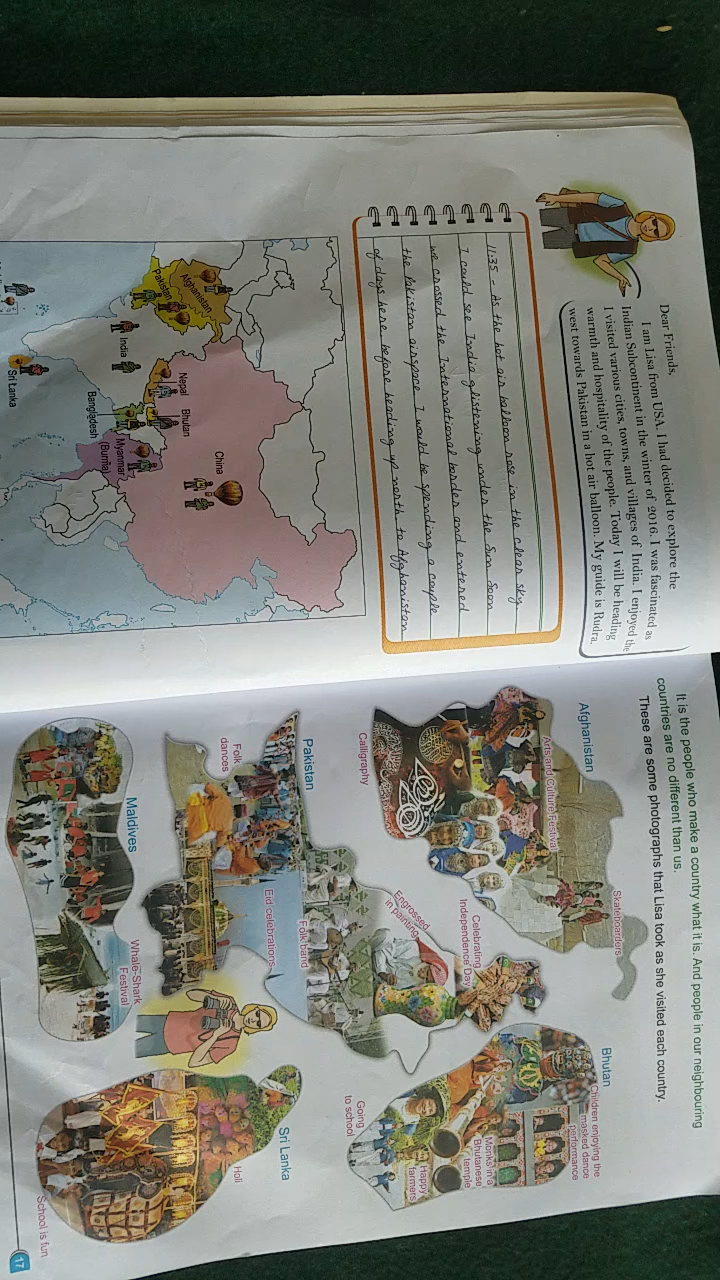 Dear Friends,
I am Lisa from USA. I had decided to explore the
Indian Subcontinent in the winter of 2016. I was fascinated as
I visited various cities, towns, and villages of India. I enjoyed the
warmth and hospitality of the people. Today I will be heading
west towards Pakistan in a hot air balloon. My guide is Rudra.
11:35 - As the hot air balloon rose in the clear sky
I could see India glistening under the Sun. Soon
we crossed the International border and entered
the Pakistan airspace. I would be spending a couple
of days here before heading up north to Afghanistan
Afghanistan
Pakistan
China
India
Nepal
Bhutan
Bangladesh
Myanmar
(Burma)
Sri Lanka
It is the people who make a country what it is. And people in our neighbouring
countries are no different than us.
These are some photographs that Lisa took as she visited each country.
Afghanistan
Skateboarders
Arts and Culture Festival
Calligraphy
Bhutan
Children enjoying the
masked dance
performance
Monks in a
Bhutanese
temple
Happy
farmers
Going
to school
Pakistan
Celebrating
Independence Day
Engrossed
in painting
Folk band
Eid celebrations
Folk
dances
Maldives
Whale-Shark
Festival
Sri Lanka
Holi
School is fun
17